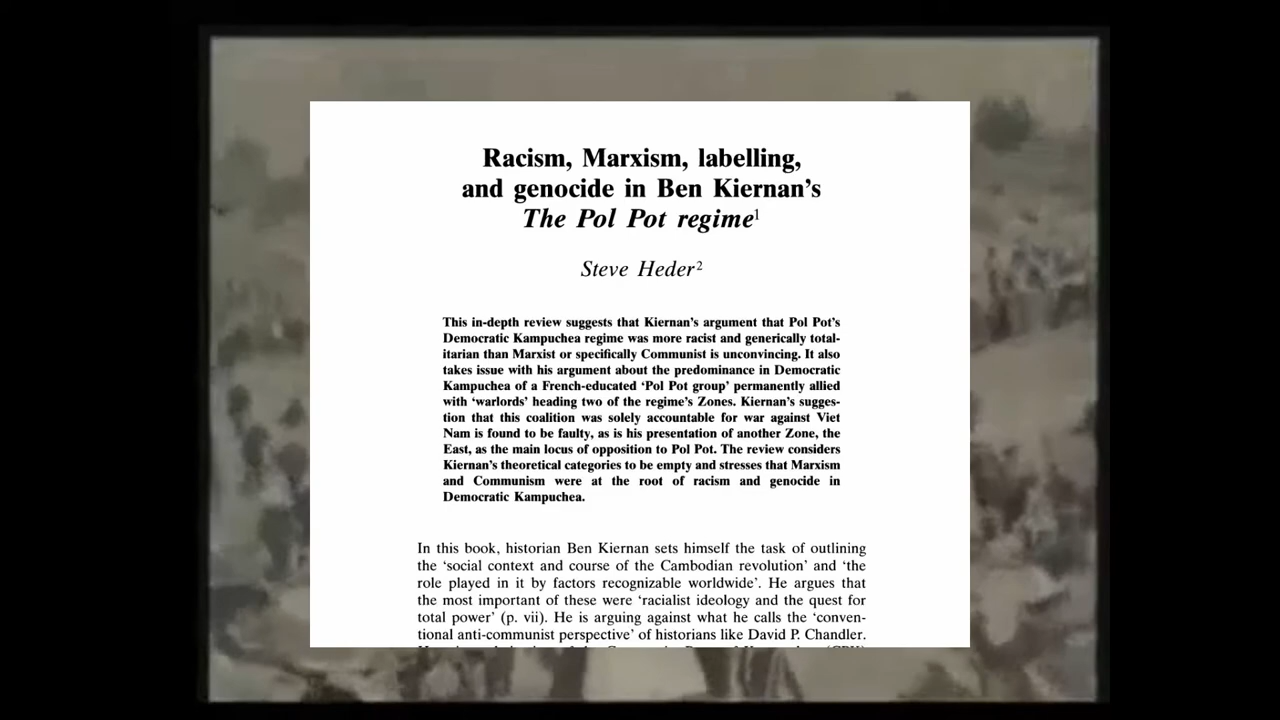 Racism, Marxism, labelling,
and genocide in Ben Kiernan's
The Pol Pot regime¹
Steve Heder²
This in-depth review suggests that Kiernan's argument that Pol Pot's
Democratic Kampuchea regime was more racist and generically total-
itarian than Marxist or specifically Communist is unconvincing. It also
takes issue with his argument about the predominance in Democratic
Kampuchea of a French-educated 'Pol Pot group' permanently allied
with 'warlords' heading two of the regime's Zones. Kiernan's sugges-
tion that this coalition was solely accountable for war against Viet
Nam is found to be faulty, as is his presentation of another Zone, the
East, as the main locus of opposition to Pol Pot. The review considers
Kiernan's theoretical categories to be empty and stresses that Marxism
and Communism were at the root of racism and genocide in
Democratic Kampuchea.
In this book, historian Ben Kiernan sets himself the task of outlining
the 'social context and course of the Cambodian revolution' and 'the
role played in it by factors recognizable worldwide'. He argues that
the most important of these were 'racialist ideology and the quest for
total power' (p. vii). He is arguing against what he calls the 'conven-
tional anti-communist perspective' of historians like David P. Chandler.